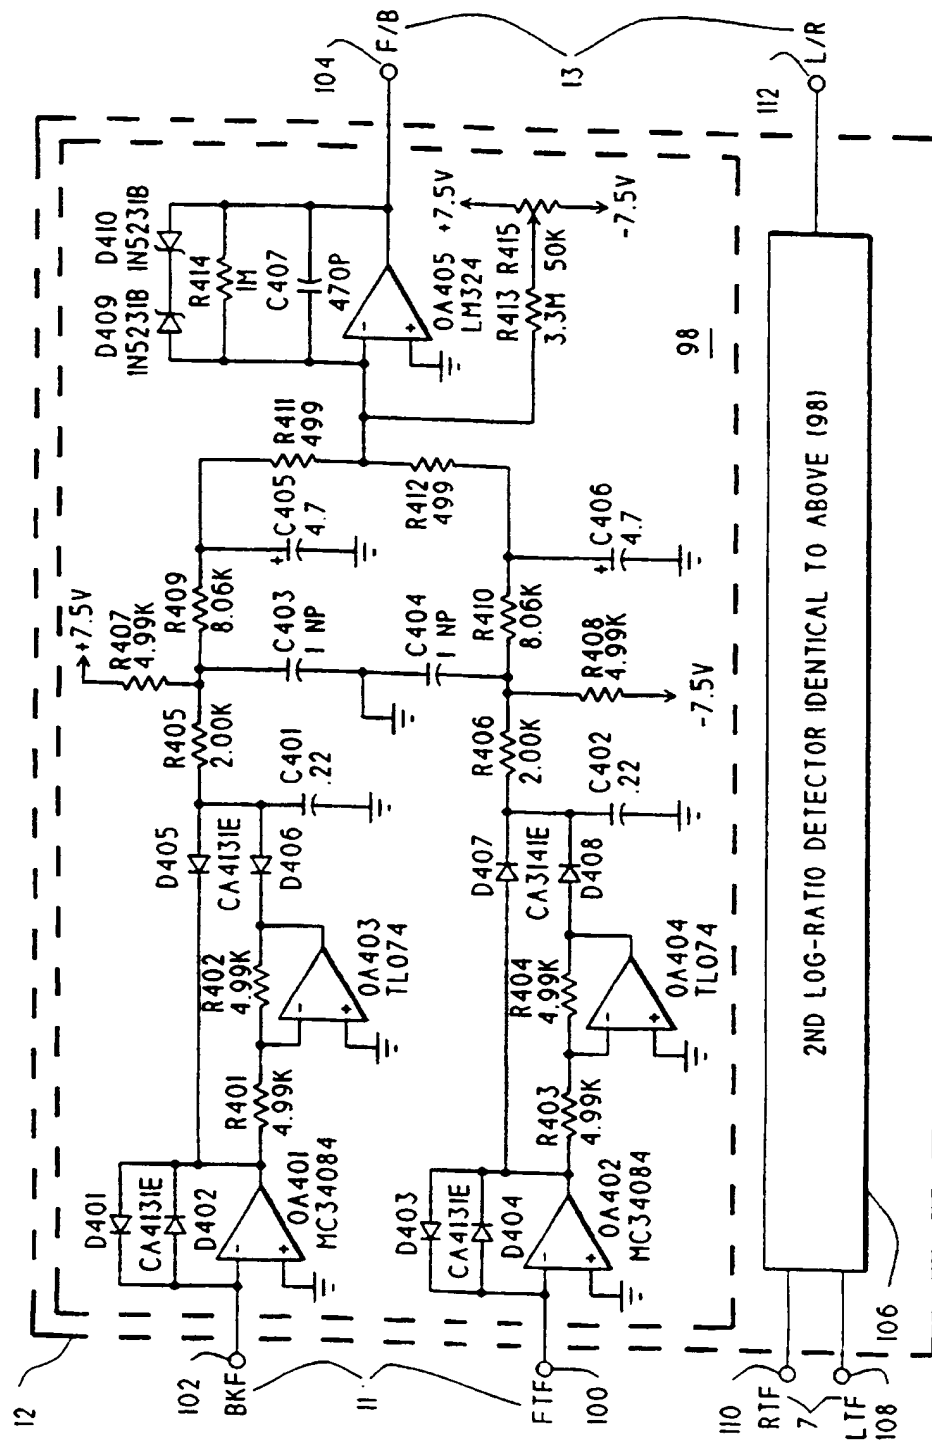 12
102
BKF
11
FTF
100
D401
CA4131E
D402
OA401
MC34084
R401
4.99K
R402
4.99K
OA403
TL074
D405
CA4131E
D406
C401
.22
R405
2.00K
+7.5V
R407
4.99K
R409
8.06K
C403
1 NP
C404
1 NP
C405
+
4.7
R411
499
R412
499
D403
CA4131E
D404
OA402
MC34084
R403
4.99K
R404
4.99K
OA404
TL074
D407
CA3141E
D408
C402
.22
R406
2.00K
R408
4.99K
-7.5V
R410
8.06K
C406
+
4.7
D409
1N5231B
D410
1N5231B
R414
1M
C407
470P
OA405
LM324
R413
3.3M
R415
50K
+7.5V
-7.5V
98
104
F/B
13
112
L/R
110
RTF
7
LTF
108
106
2ND LOG-RATIO DETECTOR IDENTICAL TO ABOVE (98)
- +
- +
- +
- +
- +